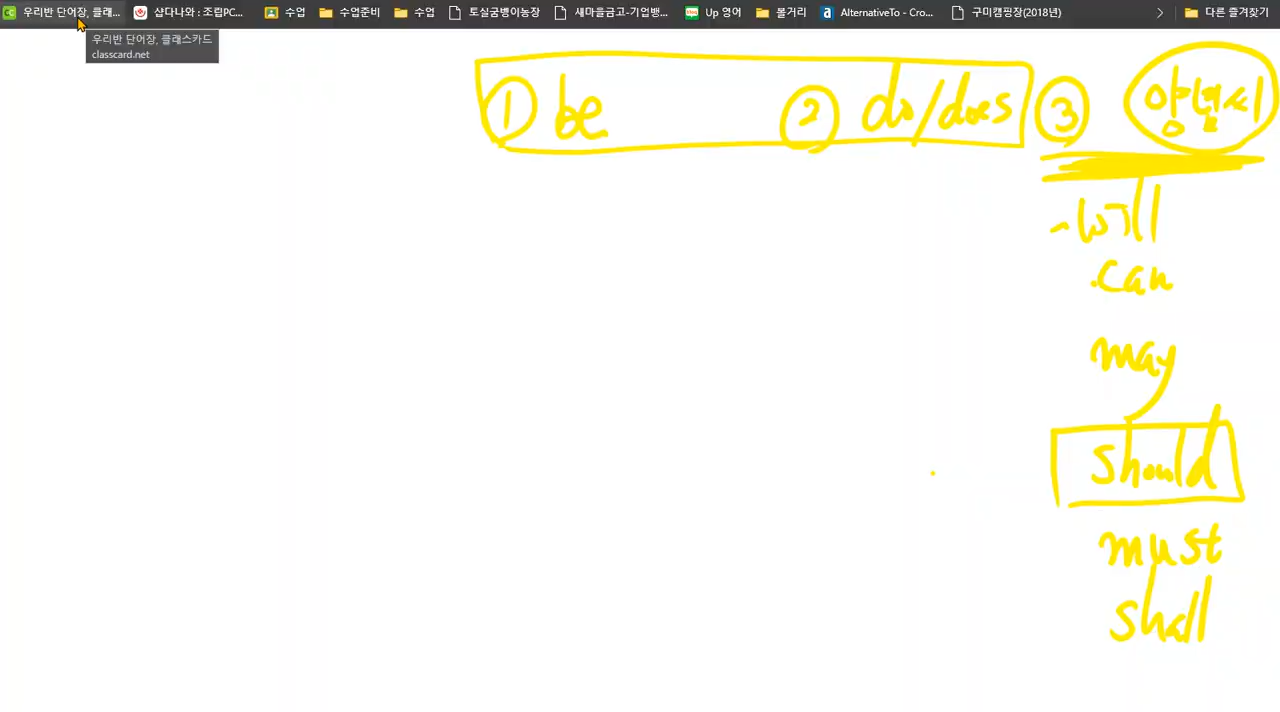 우리반 단어장, 클래... 샵다나와 : 조립PC... 수업 수업준비 수업 토실굼벵이농장 새마을금고-기업뱅... Up 영어 볼거리 AlternativeTo - Cro... 구미캠핑장(2018년) 다른 즐겨찾기
우리반 단어장, 클래스카드
classcard.net
① be ② do/does ③ 양념씨
will
can
may
should
must
shall